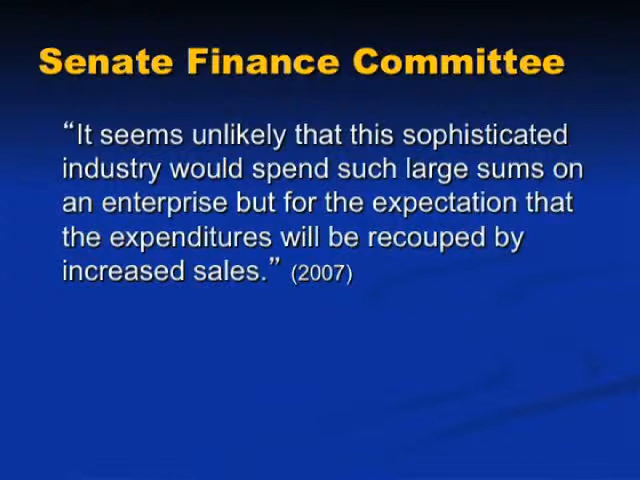 Senate Finance Committee
“It seems unlikely that this sophisticated
industry would spend such large sums on
an enterprise but for the expectation that
the expenditures will be recouped by
increased sales.” (2007)